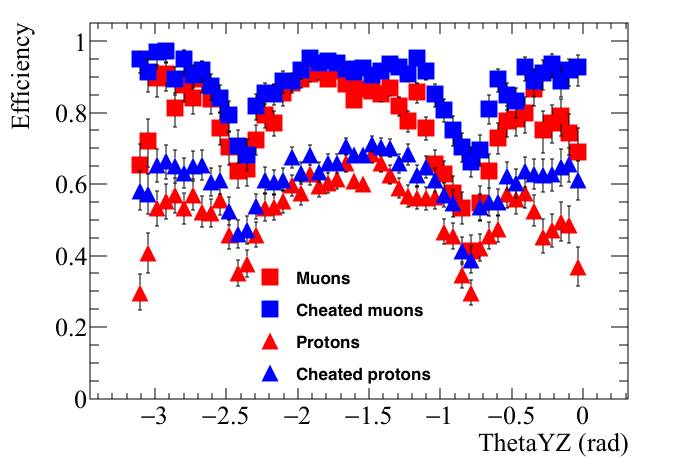 Efficiency
1
0.8
0.6
0.4
0.2
0
Muons
Cheated muons
Protons
Cheated protons
−3 −2.5 −2 −1.5 −1 −0.5 0
ThetaYZ (rad)